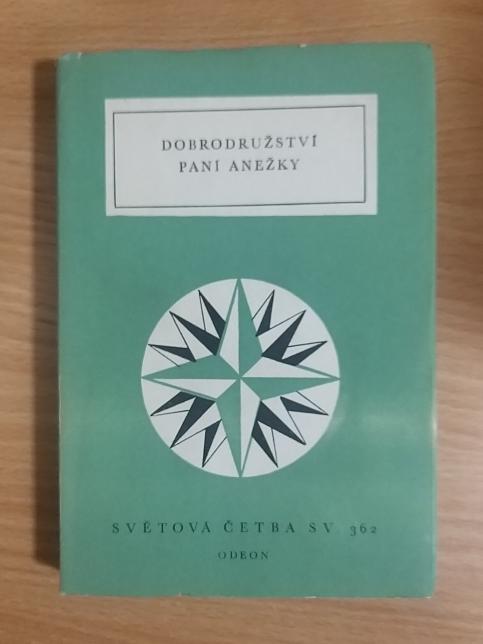 DOBRODRUŽSTVÍ
PANÍ ANEŽKY
SVĚTOVÁ ČETBA SV. 362
ODEON